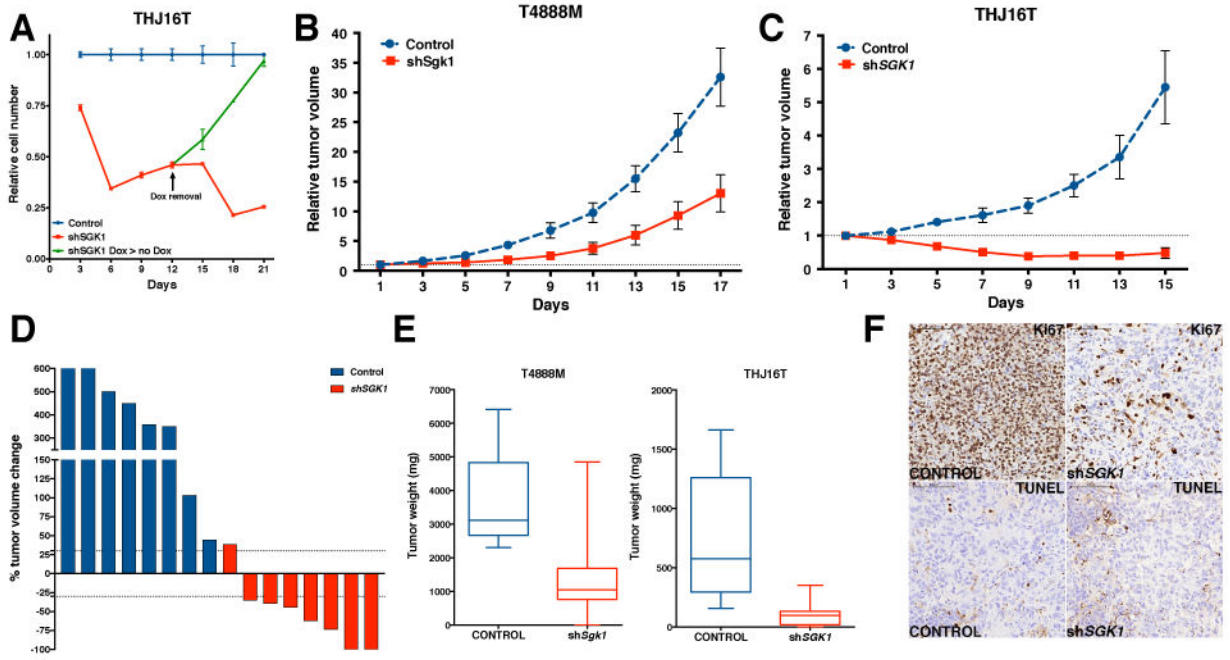 A
THJ16T
Relative cell number
1.00
0.75
0.50
0.25
0.00
Dox removal
Control
shSGK1
shSGK1 Dox > no Dox
0 3 6 9 12 15 18 21
Days
B
T4888M
Relative tumor volume
40
35
30
25
20
15
10
5
0
Control
shSgk1
1 3 5 7 9 11 13 15 17
Days
C
THJ16T
Relative tumor volume
7
6
5
4
3
2
1
0
Control
shSGK1
1 3 5 7 9 11 13 15
Days
D
% tumor volume change
600
500
400
300
150
100
50
25
0
-25
-50
-75
-100
Control
shSGK1
E
T4888M
Tumor weight (mg)
7000
6000
5000
4000
3000
2000
1000
0
CONTROL shSgk1
THJ16T
Tumor weight (mg)
2000
1500
1000
500
0
CONTROL shSGK1
F
Ki67
CONTROL
Ki67
shSGK1
TUNEL
CONTROL
TUNEL
shSGK1